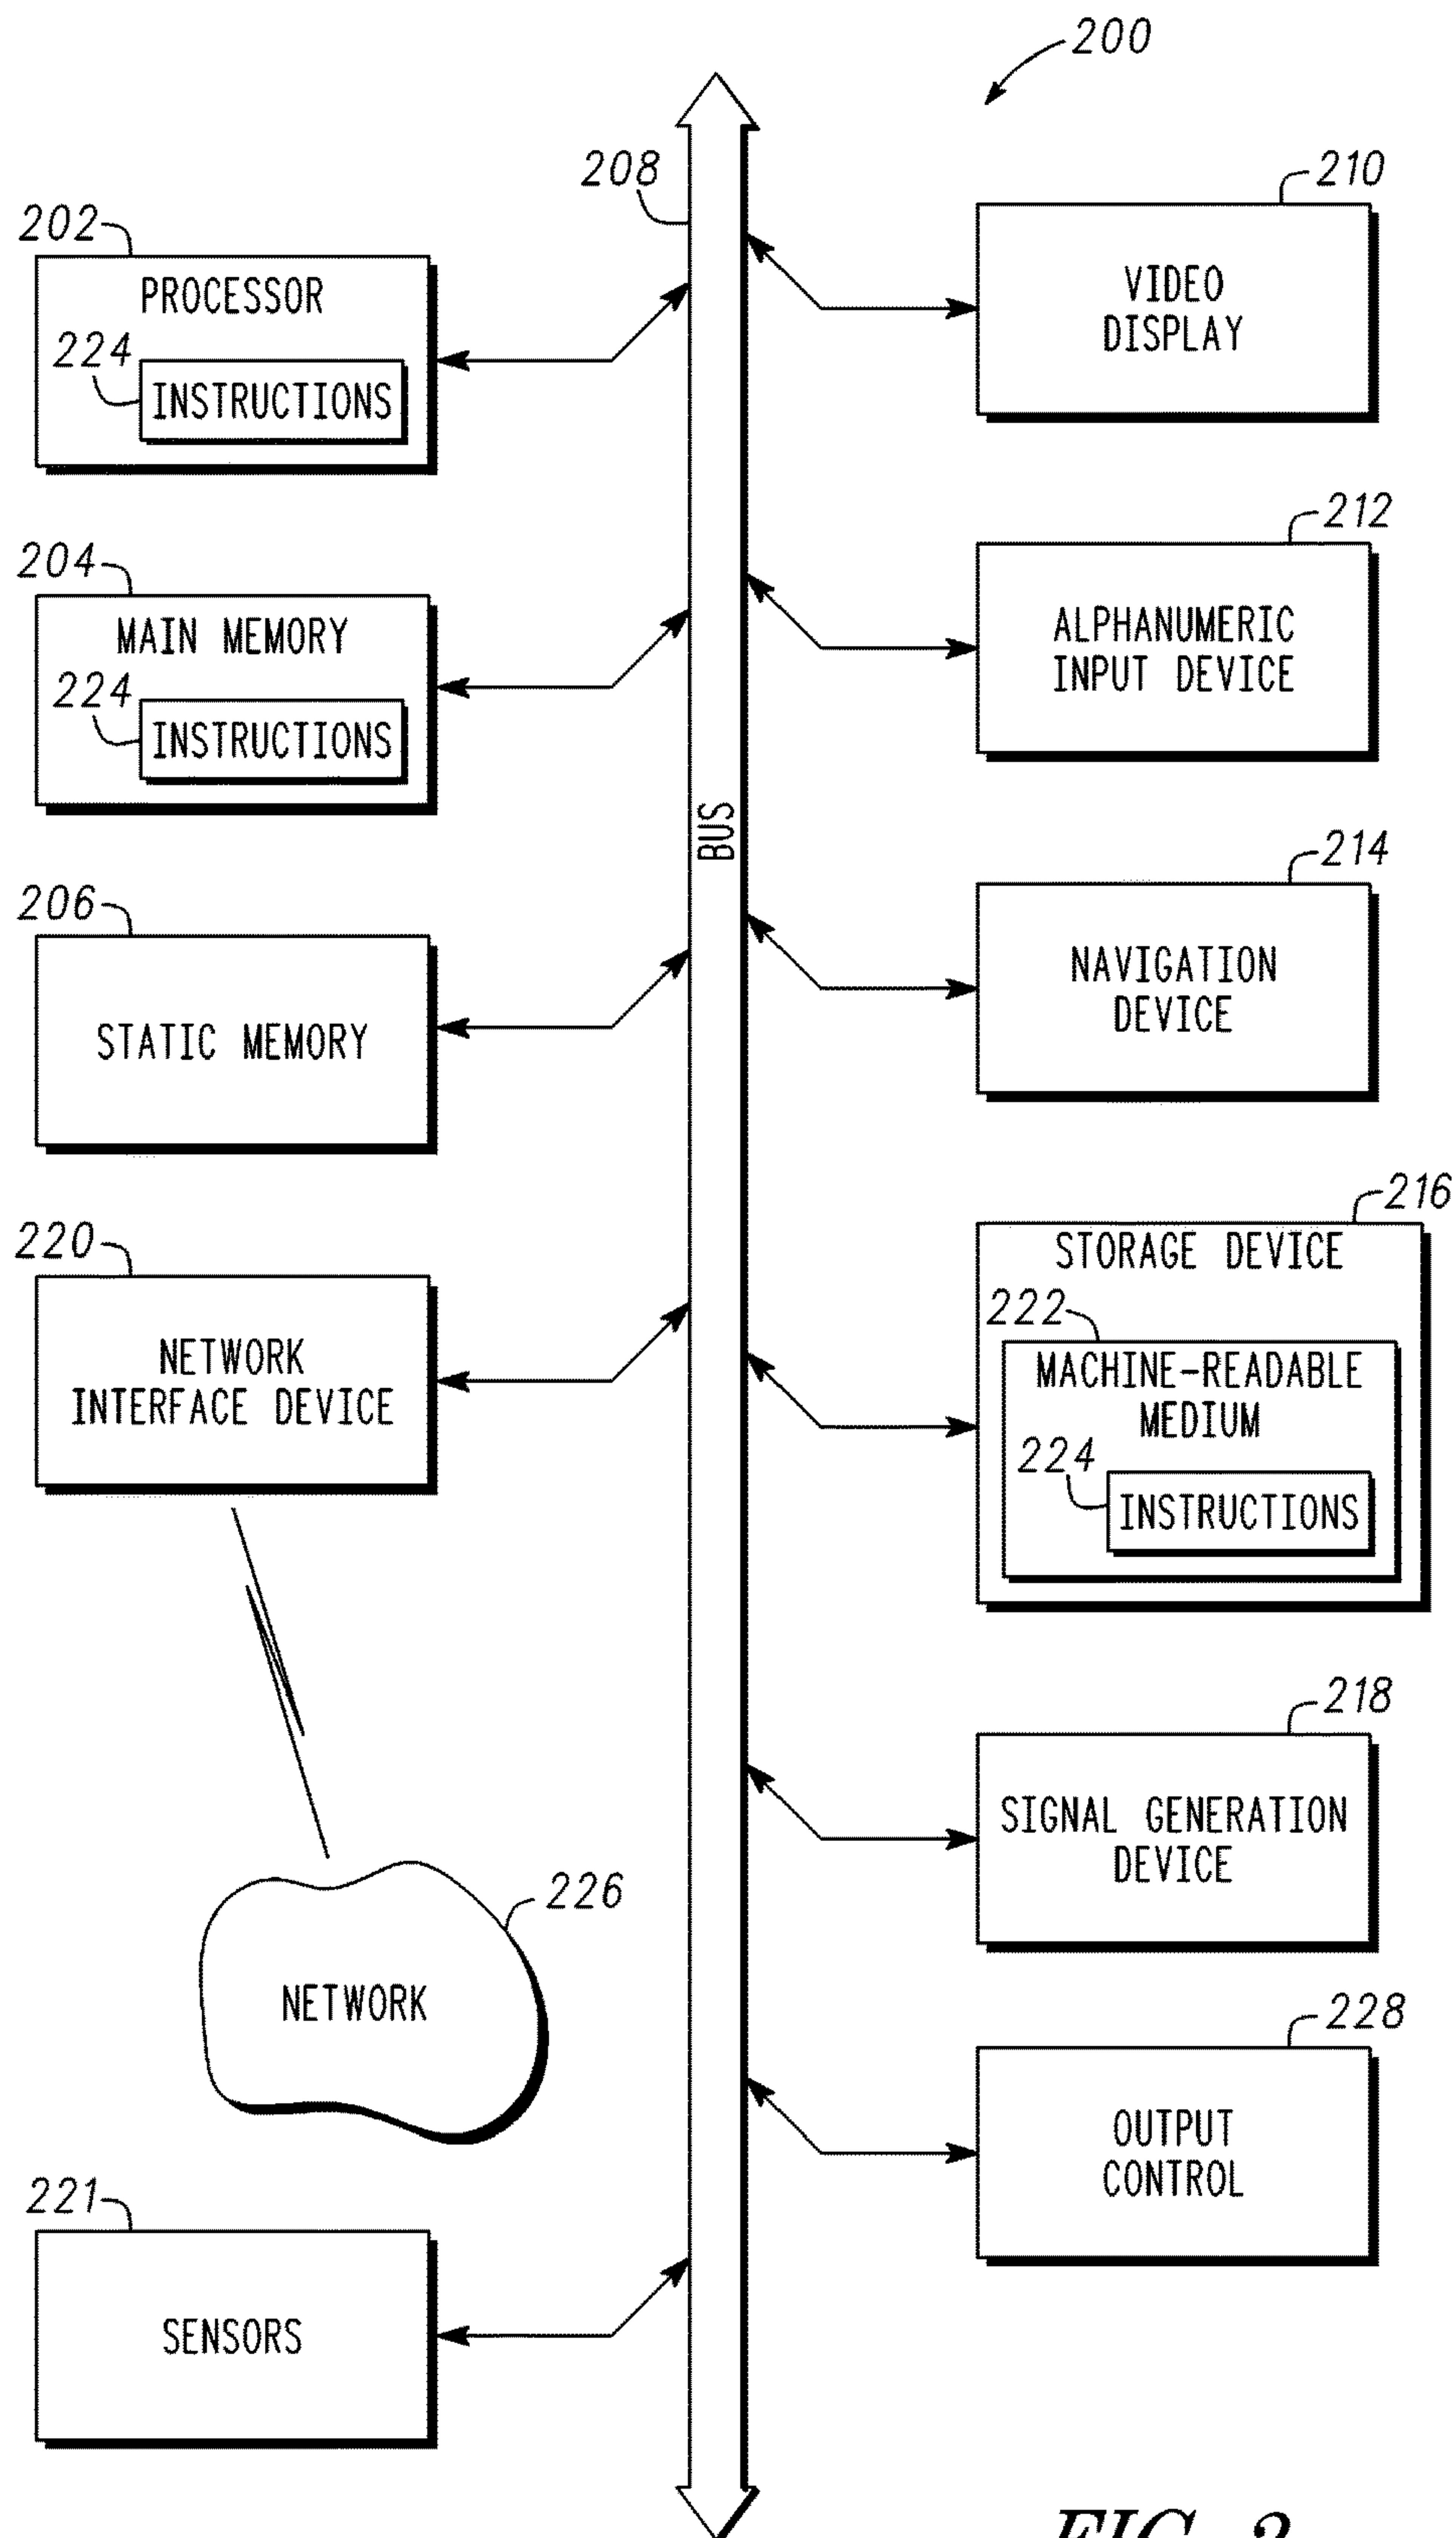 200
208
202
PROCESSOR
224
INSTRUCTIONS
204
MAIN MEMORY
224
INSTRUCTIONS
206
STATIC MEMORY
220
NETWORK
INTERFACE DEVICE
226
NETWORK
221
SENSORS
BUS
210
VIDEO
DISPLAY
212
ALPHANUMERIC
INPUT DEVICE
214
NAVIGATION
DEVICE
216
STORAGE DEVICE
222
MACHINE-READABLE
MEDIUM
224
INSTRUCTIONS
218
SIGNAL GENERATION
DEVICE
228
OUTPUT
CONTROL
FIG. 2